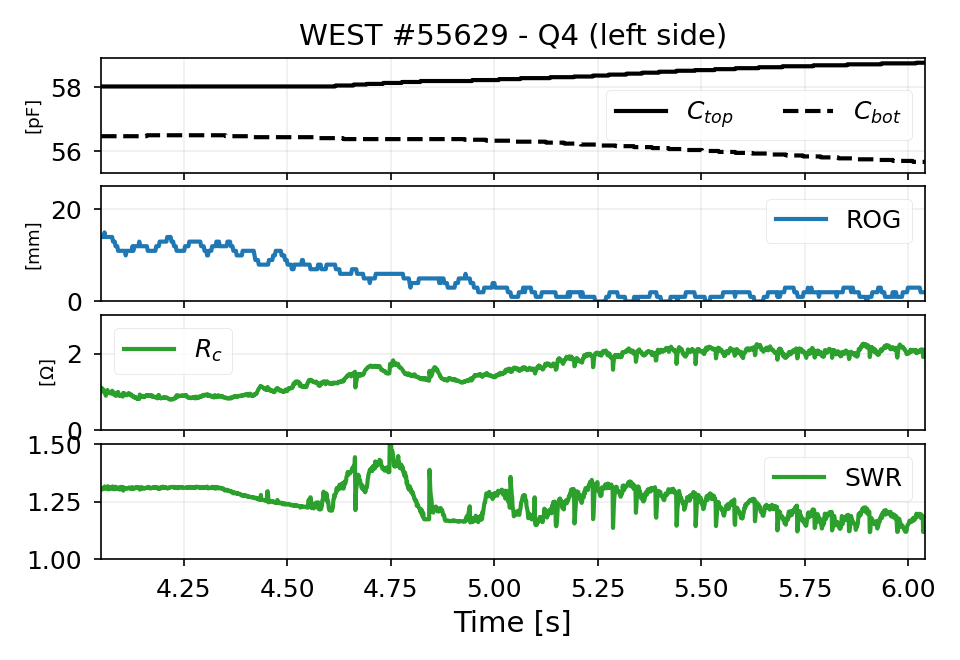 WEST #55629 - Q4 (left side)
[pF]
58
56
C_top
C_bot
[mm]
20
0
ROG
[Ω]
2
0
R_c
1.50
1.25
1.00
SWR
4.25 4.50 4.75 5.00 5.25 5.50 5.75 6.00
Time [s]